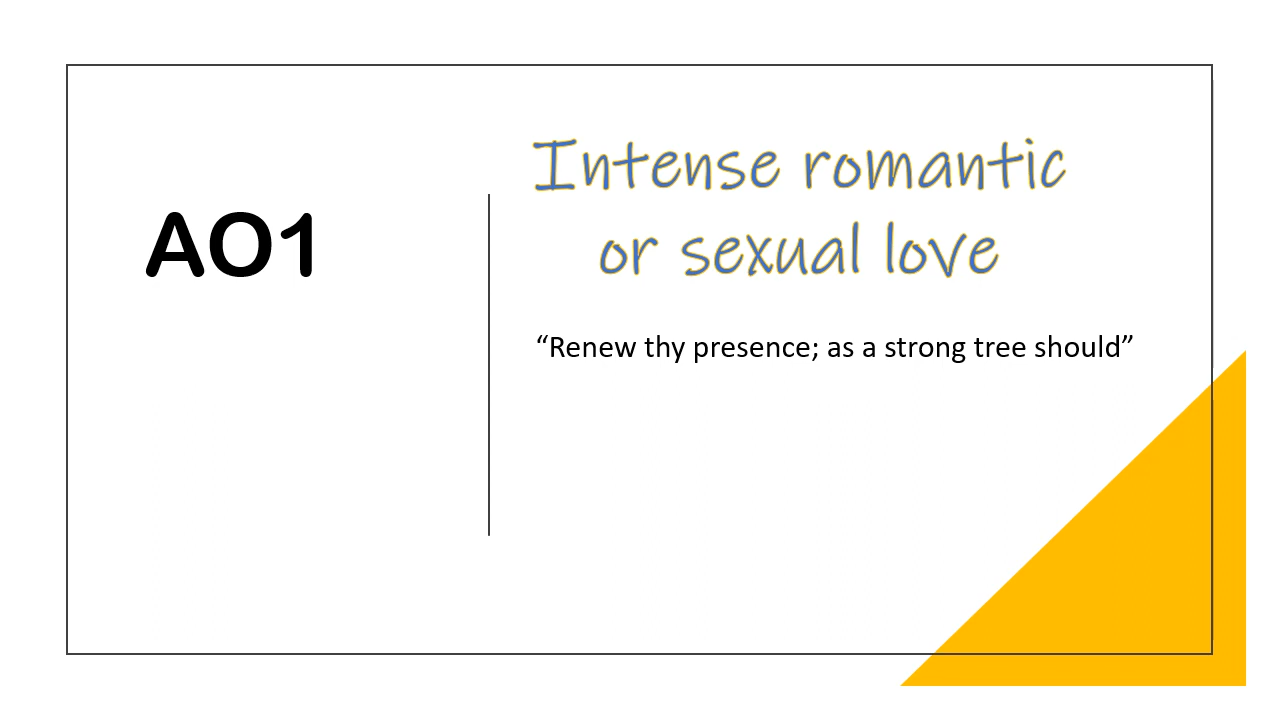 AO1
Intense romantic
or sexual love
“Renew thy presence; as a strong tree should”